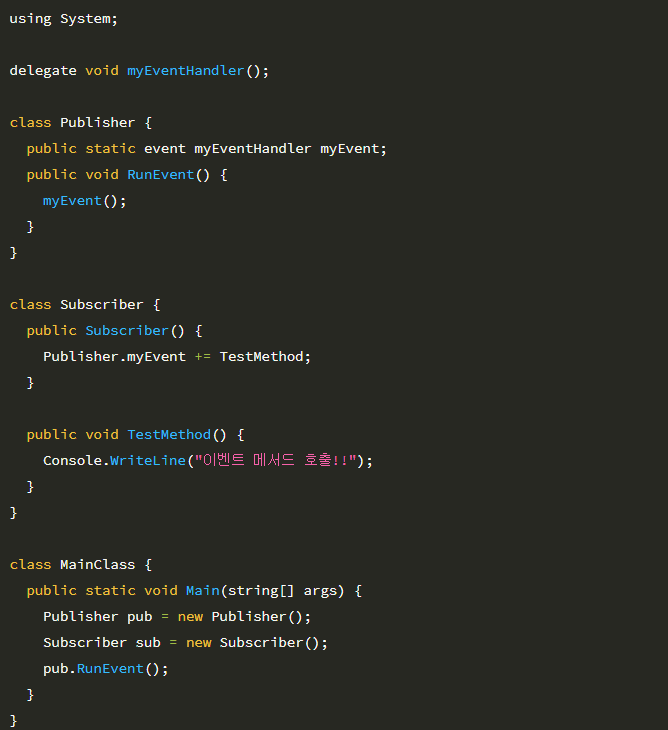 using System;
delegate void myEventHandler();
class Publisher {
public static event myEventHandler myEvent;
public void RunEvent() {
myEvent();
}
}
class Subscriber {
public Subscriber() {
Publisher.myEvent += TestMethod;
}
public void TestMethod() {
Console.WriteLine("이벤트 메서드 호출!!");
}
}
class MainClass {
public static void Main(string[] args) {
Publisher pub = new Publisher();
Subscriber sub = new Subscriber();
pub.RunEvent();
}
}